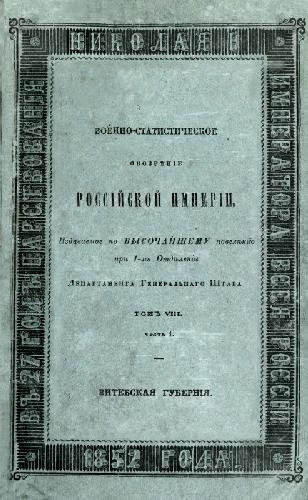 ВЪ 27 ГОДЪ ЦАРСТВОВАНІЯ
НИКОЛАЯ I
ИМПЕРАТОРА ВСЕЯ РОССІИ
ВОЕННО-СТАТИСТИЧЕСКОЕ
ОБОЗРѢНІЕ
РОССІЙСКОЙ ИМПЕРІИ,
Издаваемое по ВЫСОЧАЙШЕМУ повелѣнію
при 1-мъ Отдѣленіи
Департамента Генеральнаго Штаба
ТОМЪ VIII.
ЧАСТЬ 1.
ВИТЕБСКАЯ ГУБЕРНІЯ.
1852 ГОДА.